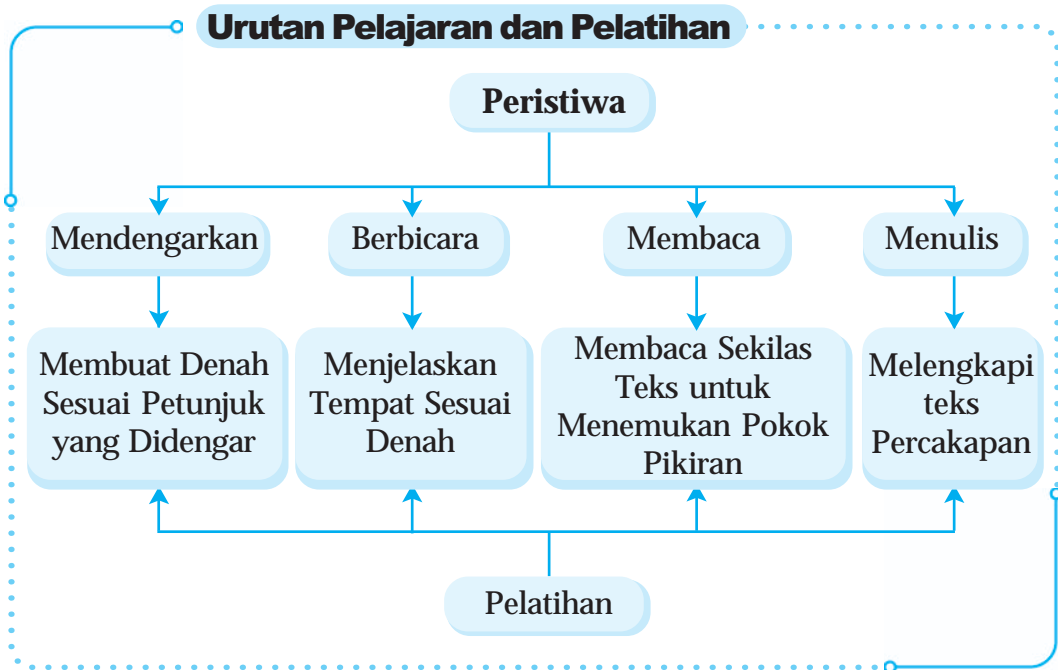 Urutan Pelajaran dan Pelatihan
Peristiwa
Mendengarkan
Berbicara
Membaca
Menulis
Membuat Denah
Sesuai Petunjuk
yang Didengar
Menjelaskan
Tempat Sesuai
Denah
Membaca Sekilas
Teks untuk
Menemukan Pokok
Pikiran
Melengkapi
teks
Percakapan
Pelatihan